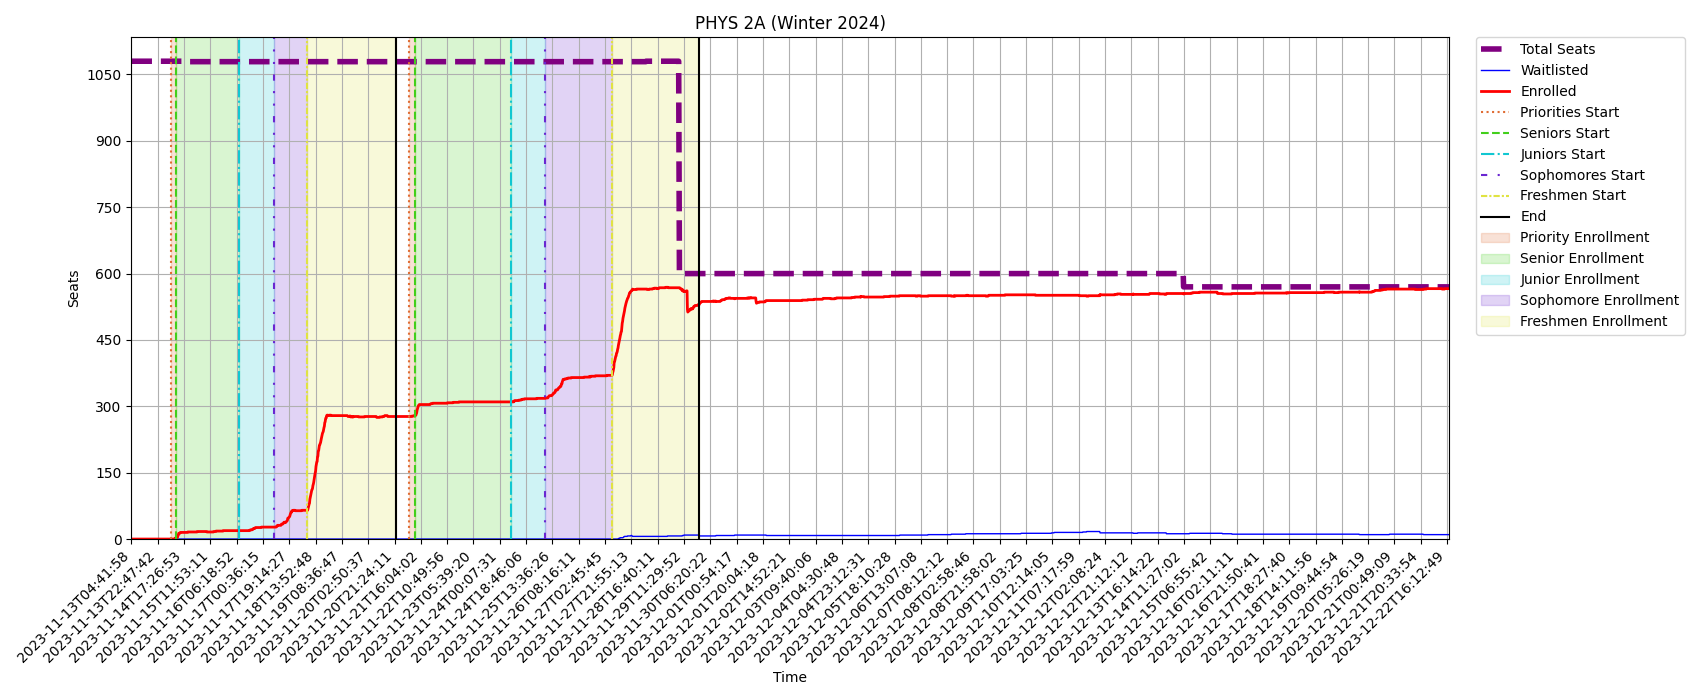 PHYS 2A (Winter 2024)
Seats
1050
900
750
600
450
300
150
0
2023-11-13T04:41:58
2023-11-13T22:47:42
2023-11-14T17:26:53
2023-11-15T11:53:11
2023-11-16T06:18:52
2023-11-17T00:36:15
2023-11-17T19:14:27
2023-11-18T13:52:48
2023-11-19T08:36:47
2023-11-20T02:50:37
2023-11-20T21:24:11
2023-11-21T16:04:02
2023-11-22T10:49:56
2023-11-23T05:39:20
2023-11-24T00:07:31
2023-11-24T18:46:06
2023-11-25T13:36:26
2023-11-26T08:16:11
2023-11-27T02:45:45
2023-11-27T21:55:13
2023-11-28T16:40:11
2023-11-29T11:29:52
2023-11-30T06:20:22
2023-12-01T00:54:17
2023-12-01T20:04:18
2023-12-02T14:52:21
2023-12-03T09:40:06
2023-12-04T04:30:48
2023-12-04T23:12:31
2023-12-05T18:10:28
2023-12-06T13:07:08
2023-12-07T08:12:12
2023-12-08T02:58:46
2023-12-08T21:58:02
2023-12-09T17:03:25
2023-12-10T12:14:05
2023-12-11T07:17:59
2023-12-12T02:08:24
2023-12-12T21:12:12
2023-12-13T16:14:22
2023-12-14T11:27:02
2023-12-15T06:55:42
2023-12-16T02:11:11
2023-12-16T21:50:41
2023-12-17T18:27:40
2023-12-18T14:11:56
2023-12-19T09:44:54
2023-12-20T05:26:19
2023-12-21T00:49:09
2023-12-21T20:33:54
2023-12-22T16:12:49
Time
Total Seats
Waitlisted
Enrolled
Priorities Start
Seniors Start
Juniors Start
Sophomores Start
Freshmen Start
End
Priority Enrollment
Senior Enrollment
Junior Enrollment
Sophomore Enrollment
Freshmen Enrollment